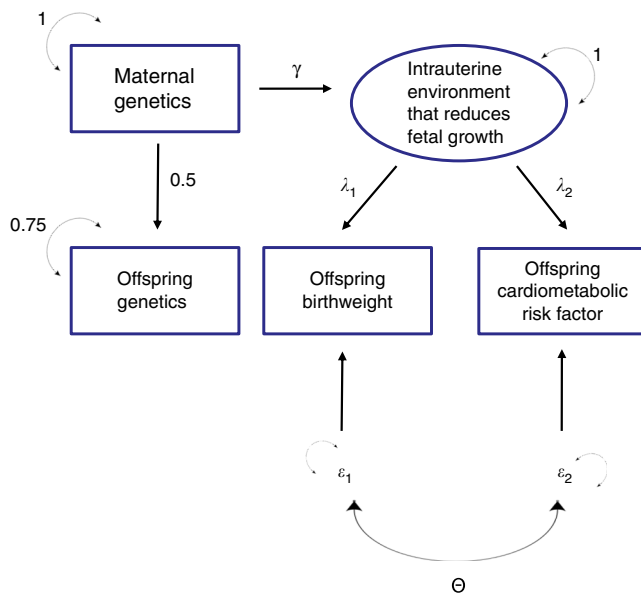 1
Maternal
genetics
γ
Intrauterine
environment
that reduces
fetal growth
1
0.5
λ1
λ2
0.75
Offspring
genetics
Offspring
birthweight
Offspring
cardiometabolic
risk factor
ε1
ε2
Θ